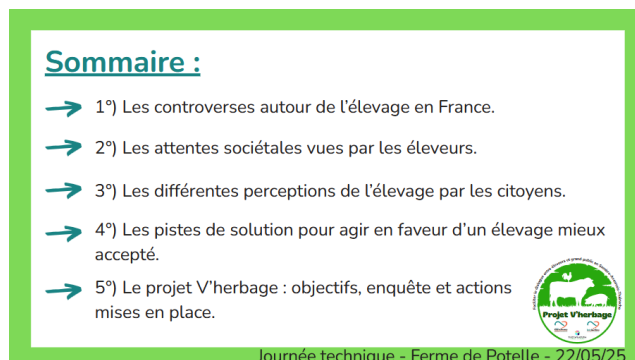 Sommaire :
1°) Les controverses autour de l'élevage en France.
2°) Les attentes sociétales vues par les éleveurs.
3°) Les différentes perceptions de l'élevage par les citoyens.
4°) Les pistes de solution pour agir en faveur d'un élevage mieux
accepté.
5°) Le projet V'herbage : objectifs, enquête et actions
mises en place.
Projet V'herbage
Journée technique - Ferme de Potelle - 22/05/25